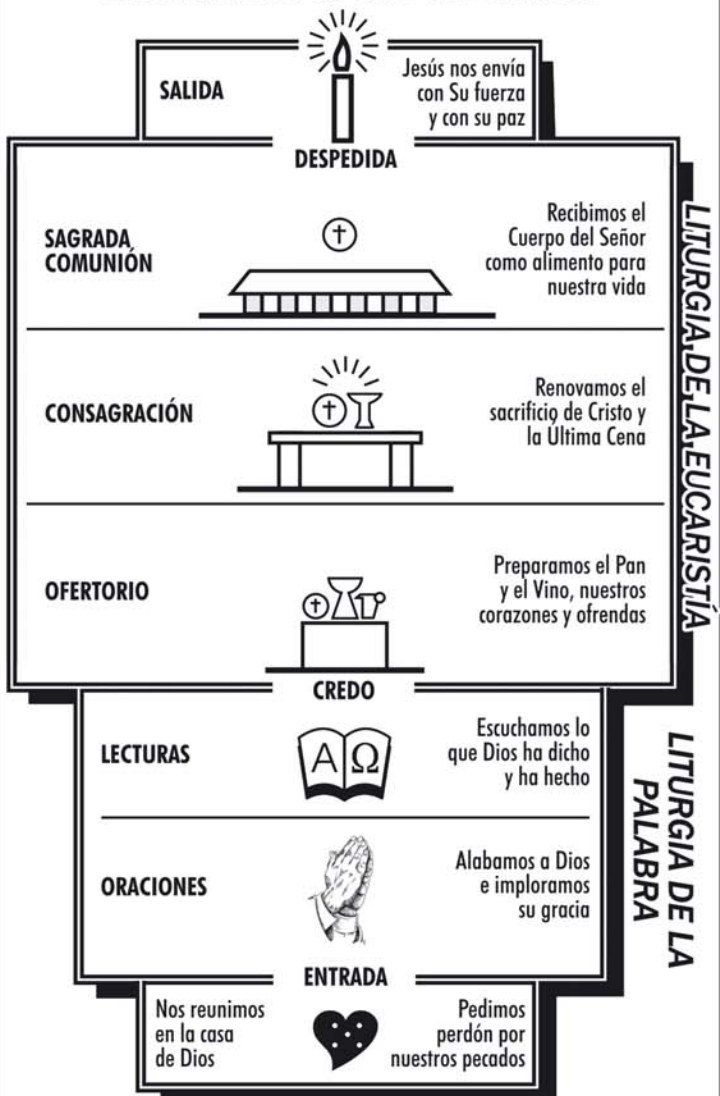 SALIDA
Jesús nos envía
con Su fuerza
y con su paz
DESPEDIDA
SAGRADA
COMUNIÓN
Recibimos el
Cuerpo del Señor
como alimento para
nuestra vida
CONSAGRACIÓN
Renovamos el
sacrificio de Cristo y
la Ultima Cena
OFERTORIO
Preparamos el Pan
y el Vino, nuestros
corazones y ofrendas
LITURGIA DE LA EUCARISTÍA
CREDO
LECTURAS
Α Ω
Escuchamos lo
que Dios ha dicho
y ha hecho
ORACIONES
Alabamos a Dios
e imploramos
su gracia
LITURGIA DE LA
PALABRA
ENTRADA
Nos reunimos
en la casa
de Dios
Pedimos
perdón por
nuestros pecados